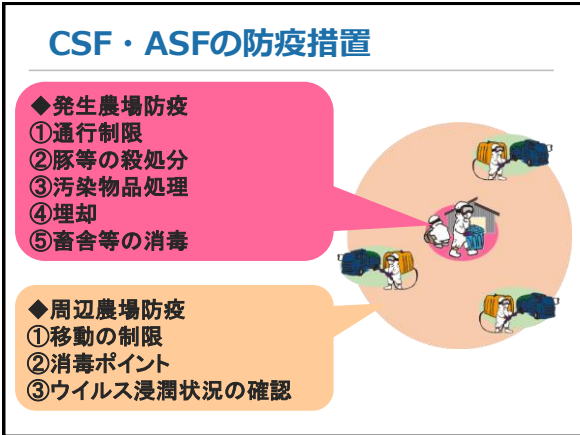 CSF・ASFの防疫措置
◆発生農場防疫
①通行制限
②豚等の殺処分
③汚染物品処理
④埋却
⑤畜舎等の消毒
◆周辺農場防疫
①移動の制限
②消毒ポイント
③ウイルス浸潤状況の確認